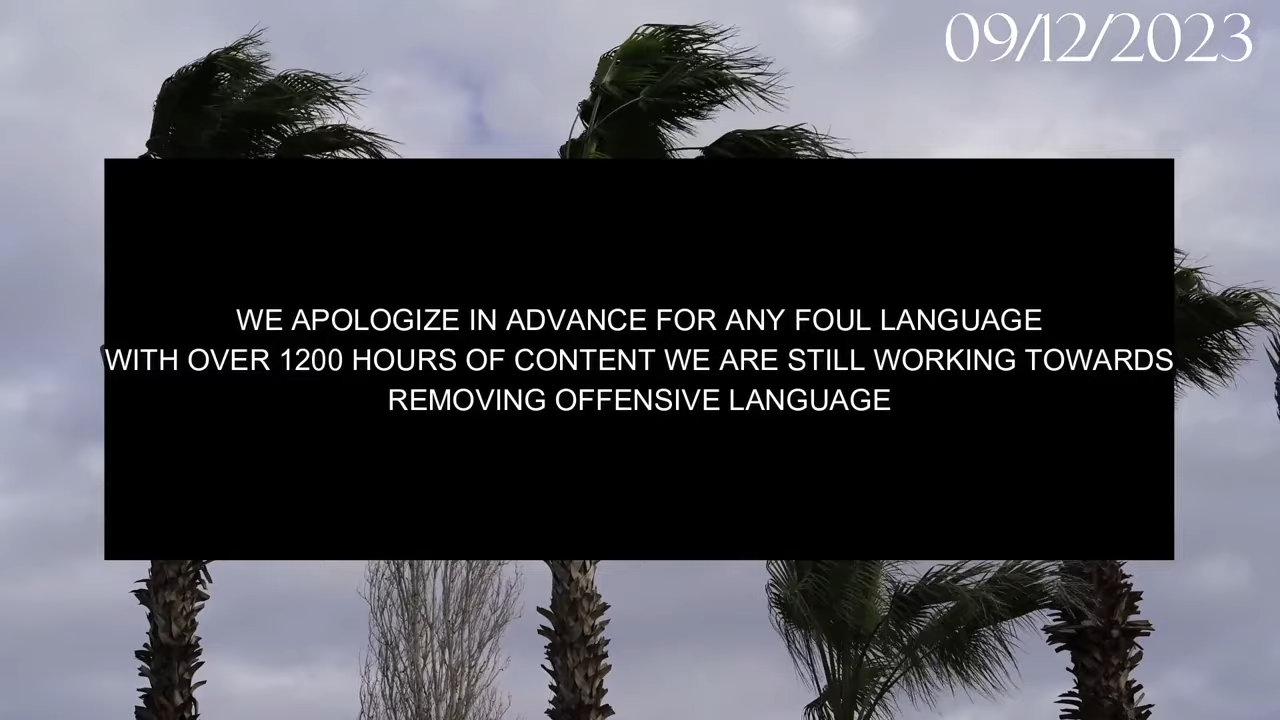 09/12/2023
WE APOLOGIZE IN ADVANCE FOR ANY FOUL LANGUAGE
WITH OVER 1200 HOURS OF CONTENT WE ARE STILL WORKING TOWARDS
REMOVING OFFENSIVE LANGUAGE